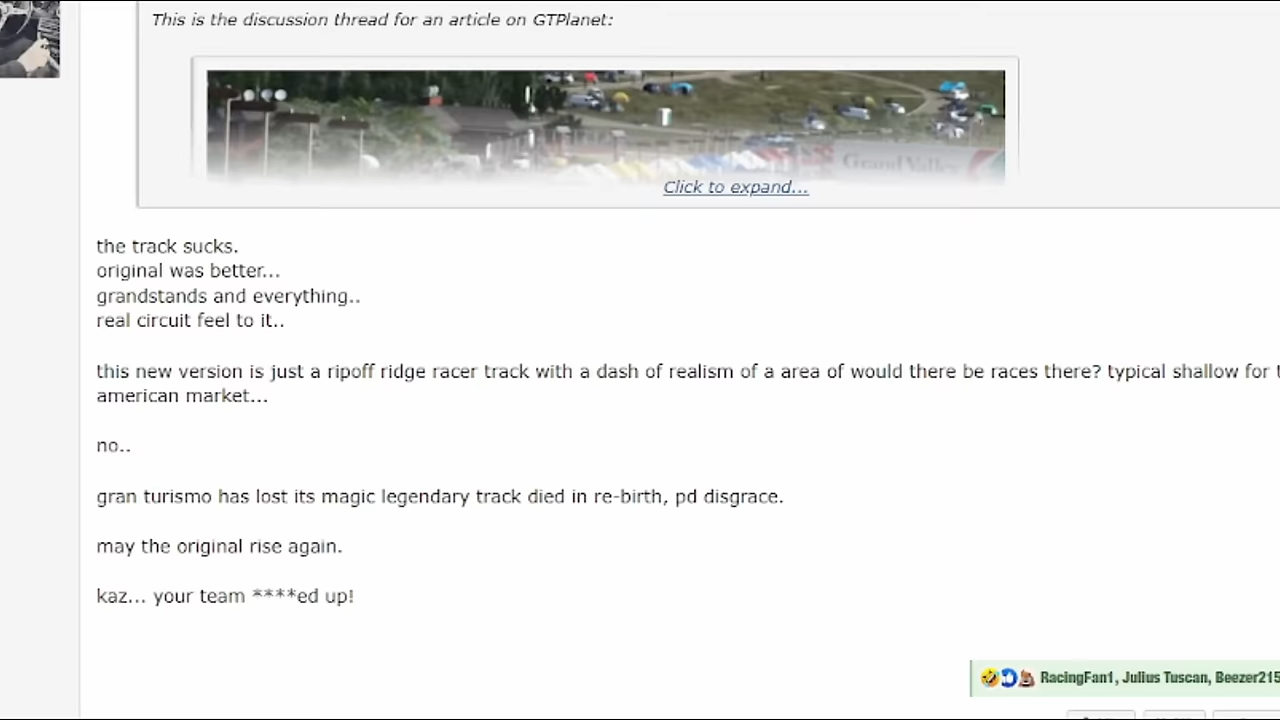 This is the discussion thread for an article on GTPlanet:
Grand Valley
Click to expand...
the track sucks.
original was better...
grandstands and everything..
real circuit feel to it..
this new version is just a ripoff ridge racer track with a dash of realism of a area of would there be races there? typical shallow for
american market...
no..
gran turismo has lost its magic legendary track died in re-birth, pd disgrace.
may the original rise again.
kaz... your team ****ed up!
RacingFan1, Julius Tuscan, Beezer215